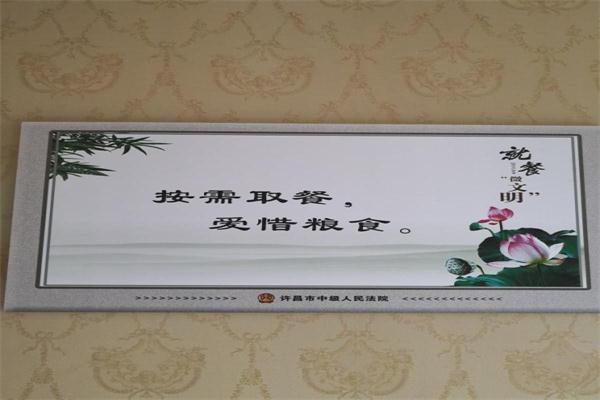 按需取餐，
爱惜粮食。
就餐
“微文明”
许昌市中级人民法院